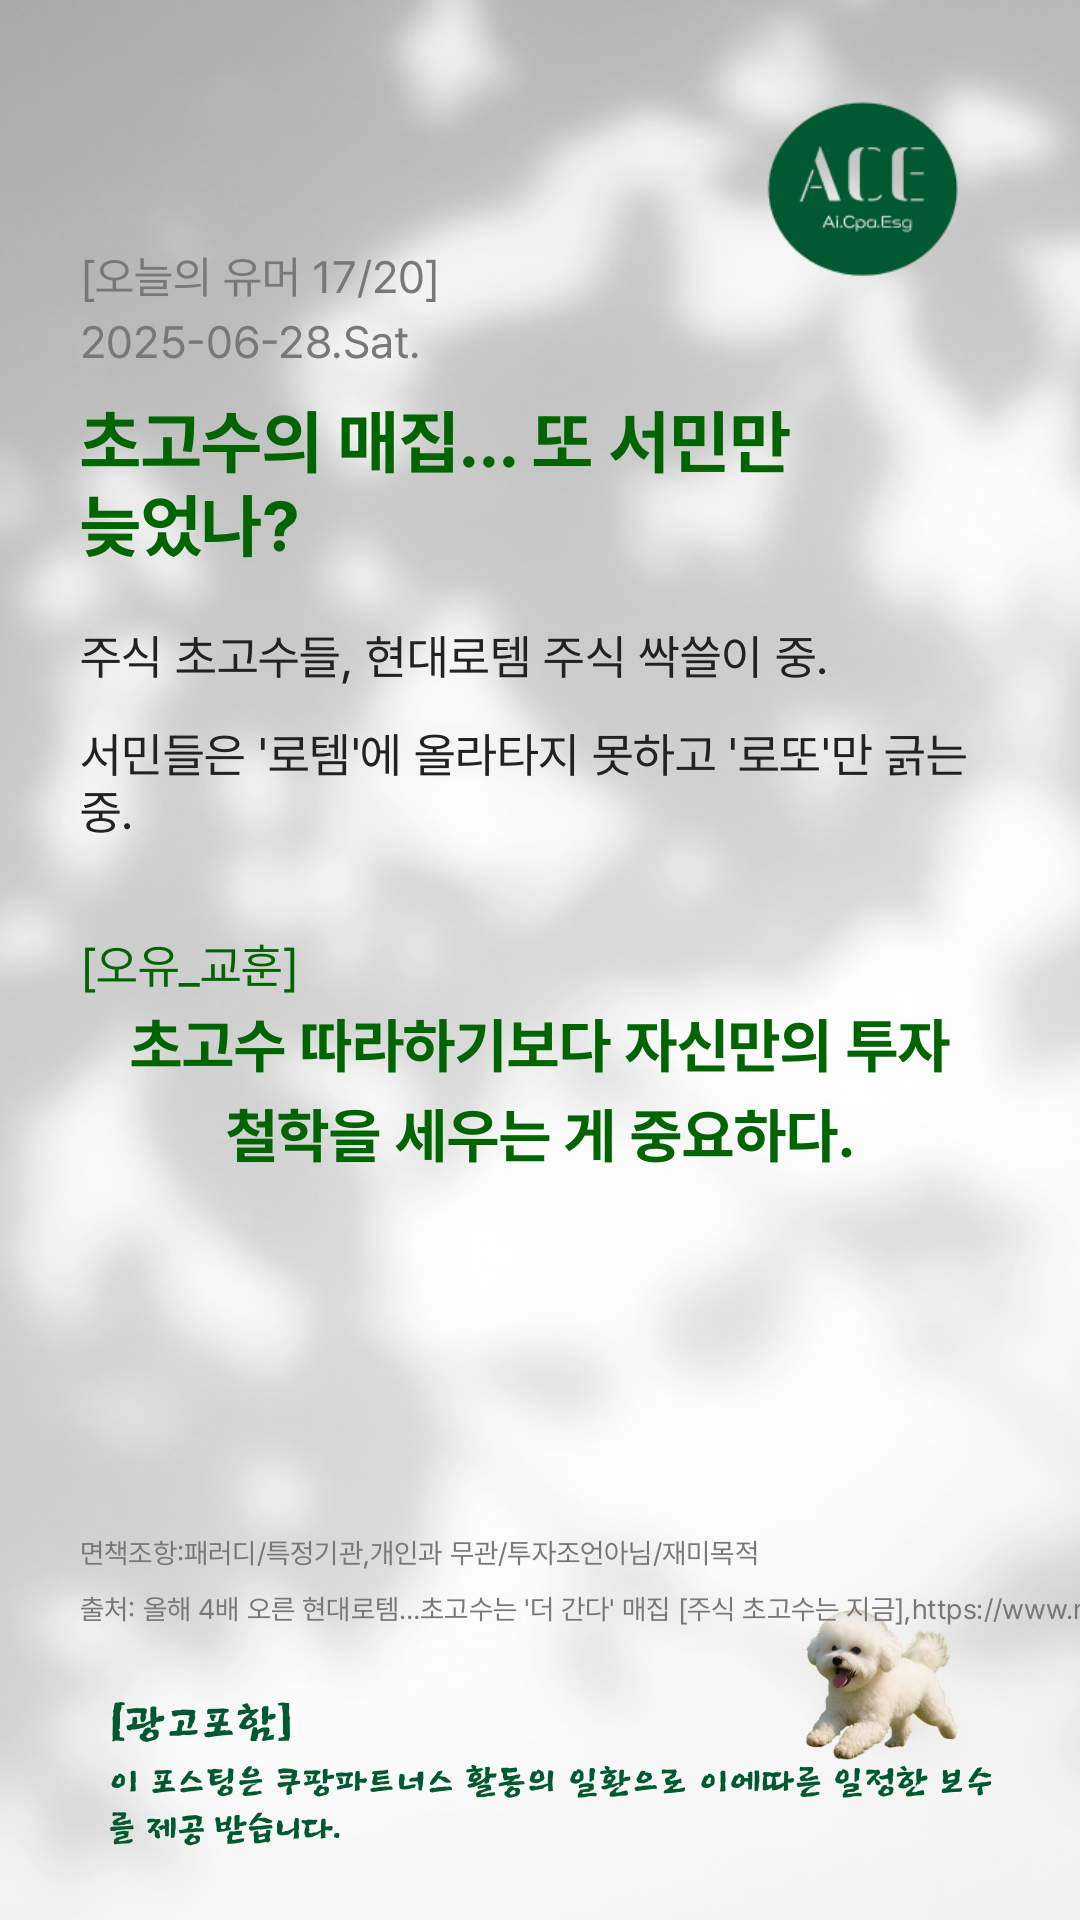 ACE
Ai.Cpa.Esg
[오늘의 유머 17/20]
2025-06-28.Sat.
초고수의 매집... 또 서민만
늦었나?
주식 초고수들, 현대로템 주식 싹쓸이 중.
서민들은 '로템'에 올라타지 못하고 '로또'만 긁는
중.
[오유_교훈]
초고수 따라하기보다 자신만의 투자
철학을 세우는 게 중요하다.
면책조항:패러디/특정기관,개인과 무관/투자조언아님/재미목적
출처: 올해 4배 오른 현대로템...초고수는 '더 간다' 매집 [주식 초고수는 지금],https://www.
[광고포함]
이 포스팅은 쿠팡파트너스 활동의 일환으로 이에따른 일정한 보수
를 제공 받습니다.